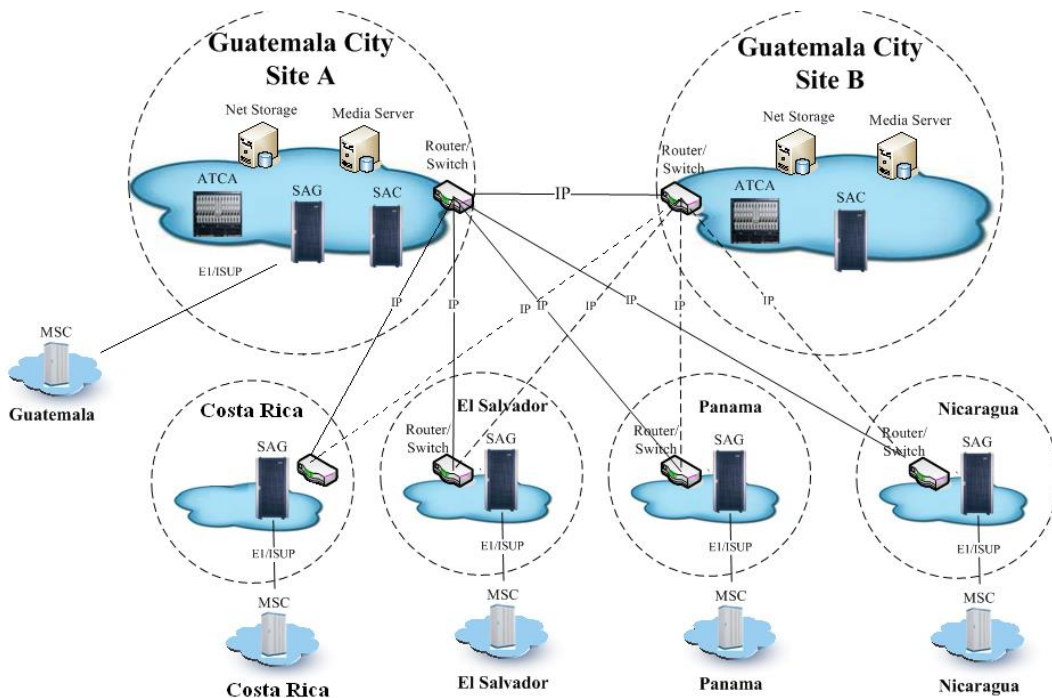 Guatemala City
Site A
Guatemala City
Site B
Net Storage
Media Server
Router/
Switch
Net Storage
Media Server
Router/
Switch
ATCA
SAG
SAC
IP
ATCA
SAC
E1/ISUP
MSC
Guatemala
IP
IP
IP
IP
IP
IP
IP
IP
Costa Rica
SAG
E1/ISUP
MSC
Costa Rica
El Salvador
Router/
Switch
SAG
E1/ISUP
MSC
El Salvador
Panama
Router/
Switch
SAG
E1/ISUP
MSC
Panama
Nicaragua
Router/
Switch
SAG
E1/ISUP
MSC
Nicaragua